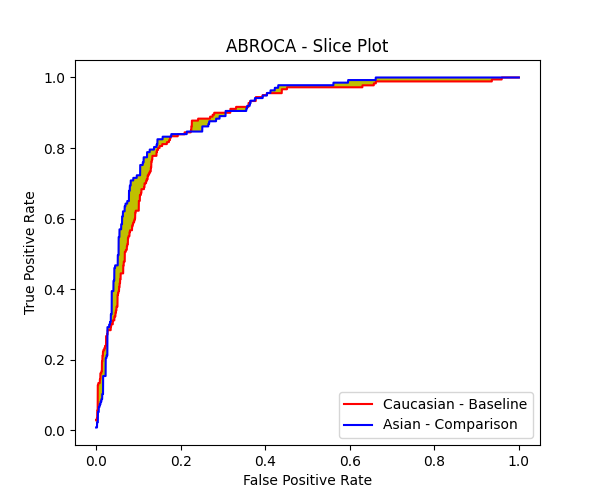 ABROCA - Slice Plot
1.0
0.8
0.6
0.4
0.2
0.0
True Positive Rate
0.0 0.2 0.4 0.6 0.8 1.0
False Positive Rate
Caucasian - Baseline
Asian - Comparison